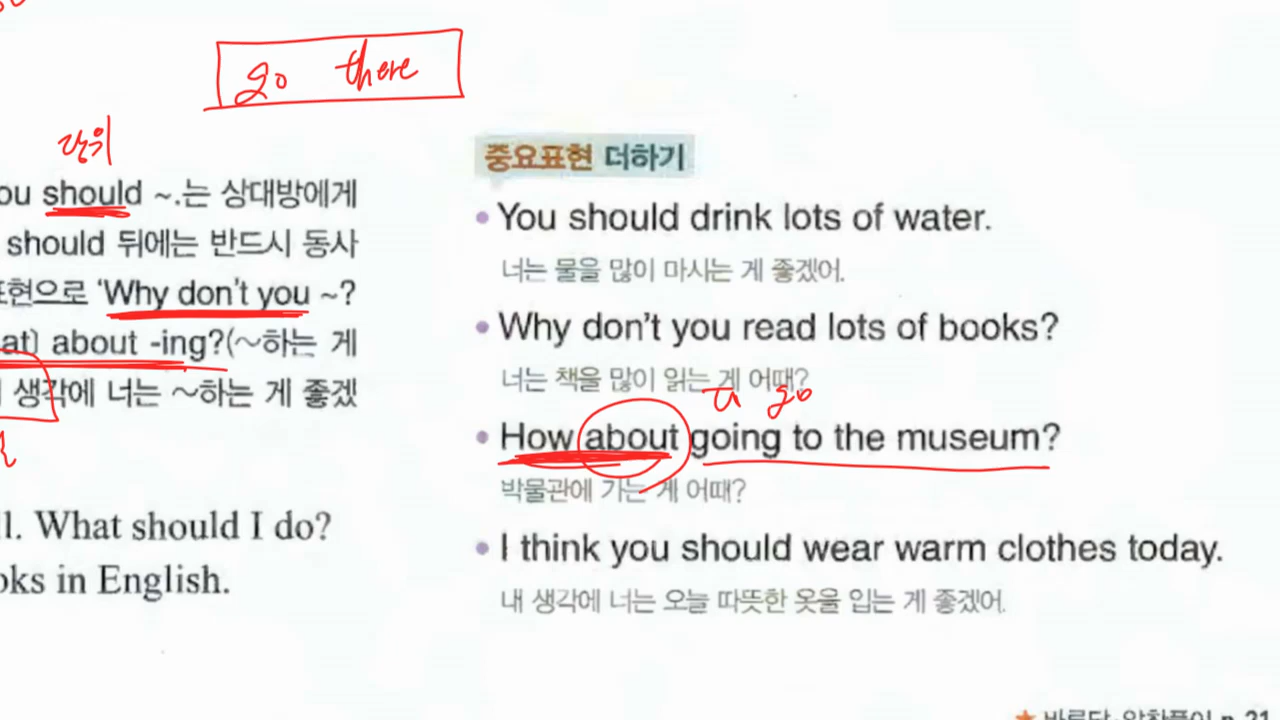 go there
당위
ou should ~.는 상대방에게
should 뒤에는 반드시 동사
표현으로 'Why don't you ~?
at) about -ing?(~하는 게
생각에 너는 ~하는 게 좋겠
ll. What should I do?
oks in English.
중요표현 더하기
• You should drink lots of water.
너는 물을 많이 마시는 게 좋겠어.
• Why don't you read lots of books?
너는 책을 많이 읽는 게 어때?
go
• How about going to the museum?
박물관에 가는 게 어때?
• I think you should wear warm clothes today.
내 생각에 너는 오늘 따뜻한 옷을 입는 게 좋겠어.